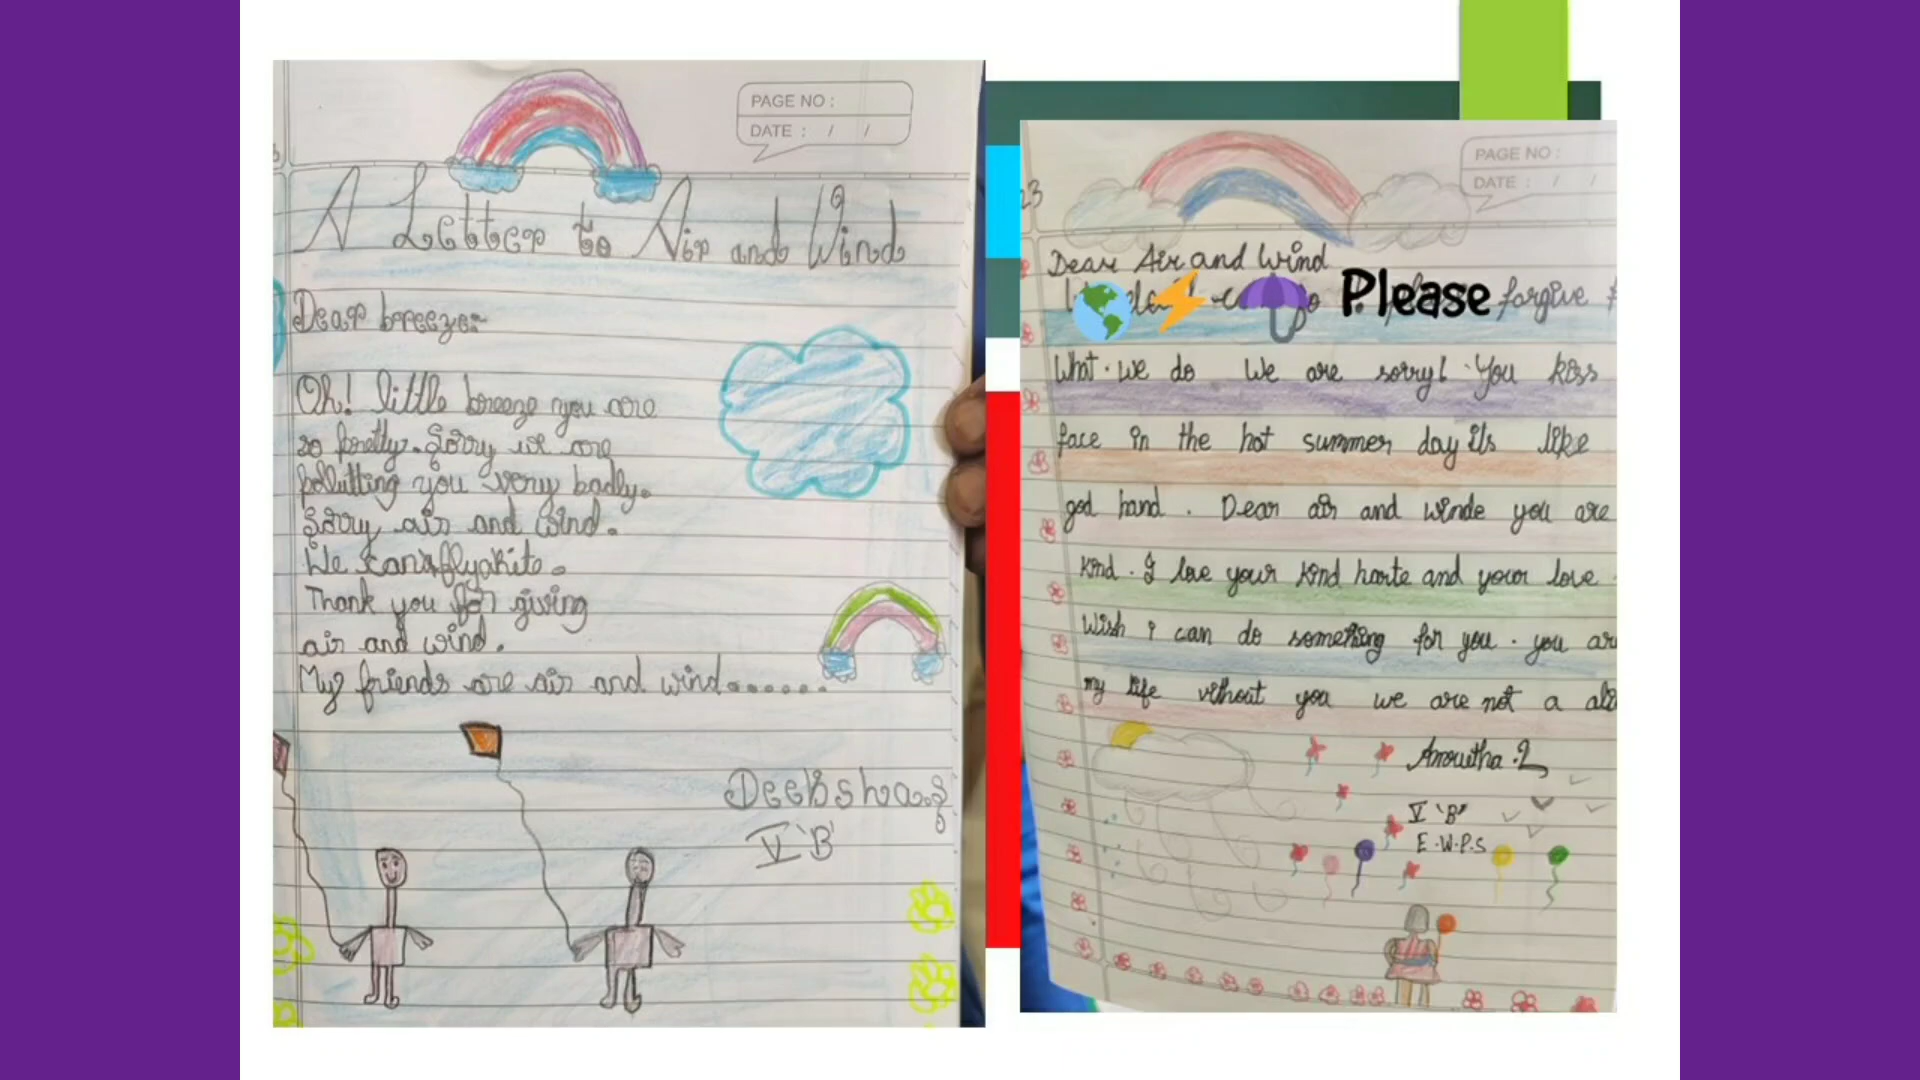 PAGE NO :
DATE : / /
A Letter to Air and Wind
Dear breeze:-
Oh! little breeze you are
so pretty. Sorry we are
pollutting you very badly.
Sorry air and wind.
We can flyakite.
Thank you for giving
air and wind.
My friends are air and wind.......
Deeksha.S
V 'B'
PAGE NO :
DATE : / /
23
Dear Air and Wind
Please forgive
What. we do We are sorry! You kiss
face in the hot summer day its like
god hand. Dear air and winde you are
kind. I love your kind harte and your love
Wish i can do something for you. you are
my life without you we are not a
Amrutha.L
V 'B'
E.W.P.S